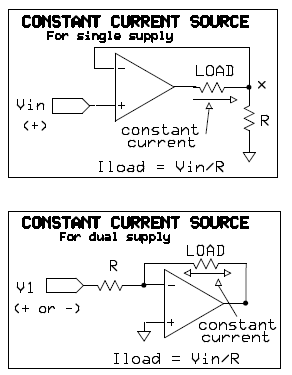 CONSTANT CURRENT SOURCE
For single supply
LOAD
−
x
Vin
+
(+)
R
constant
current
Iload = Vin/R
CONSTANT CURRENT SOURCE
For dual supply
LOAD
R
V1
−
(+ or -)
+
constant
current
Iload = Vin/R